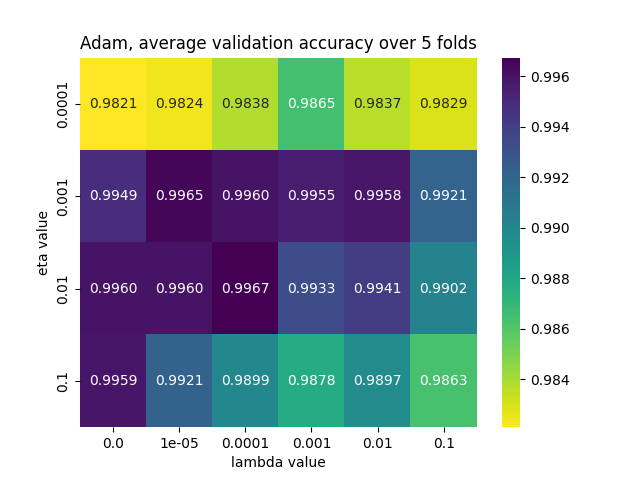 Adam, average validation accuracy over 5 folds
eta value
0.0001 0.9821 0.9824 0.9838 0.9865 0.9837 0.9829
0.001 0.9949 0.9965 0.9960 0.9955 0.9958 0.9921
0.01 0.9960 0.9960 0.9967 0.9933 0.9941 0.9902
0.1 0.9959 0.9921 0.9899 0.9878 0.9897 0.9863
0.0 1e-05 0.0001 0.001 0.01 0.1
lambda value
0.996
0.994
0.992
0.990
0.988
0.986
0.984